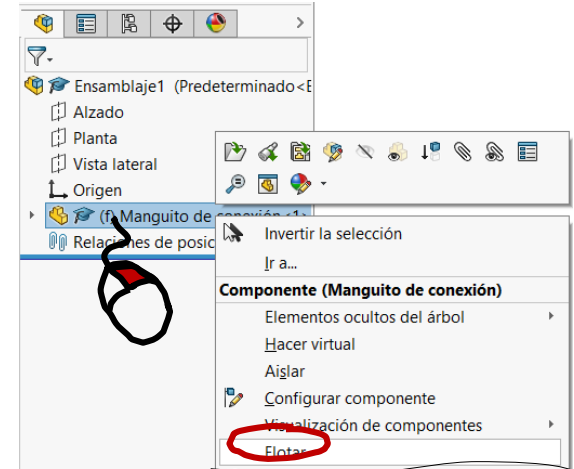 Ensamblaje1 (Predeterminado<E
Alzado
Planta
Vista lateral
Origen
(f) Manguito de conexión<1>
Relaciones de posic
Invertir la selección
Ir a...
Componente (Manguito de conexión)
Elementos ocultos del árbol
Hacer virtual
Aislar
Configurar componente
Visualización de componentes
Flotar